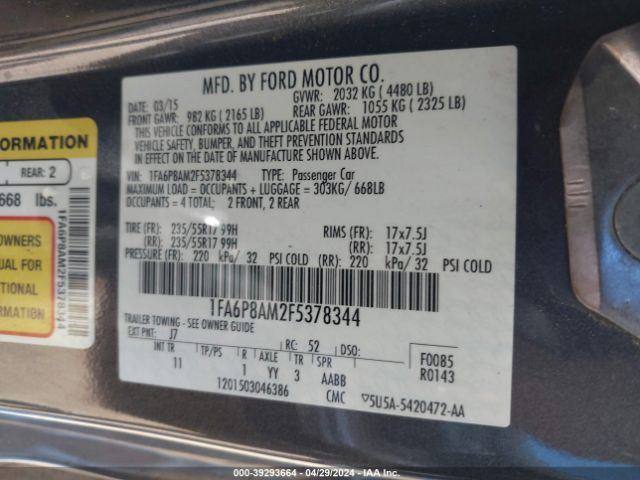 MFD. BY FORD MOTOR CO.
03/15 GVWR: 2032 KG ( 4480 LB)
FRONT GAWR: 982 KG ( 2165 LB) REAR GAWR: 1055 KG ( 2325 LB)
THIS VEHICLE CONFORMS TO ALL APPLICABLE FEDERAL MOTOR
VEHICLE SAFETY, BUMPER, AND THEFT PREVENTION STANDARDS
IN EFFECT ON THE DATE OF MANUFACTURE SHOWN ABOVE.
VIN: 1FA6P8AM2F5378344 TYPE: Passenger Car
MAXIMUM LOAD = OCCUPANTS + LUGGAGE = 303KG/ 668LB
OCCUPANTS = 4 TOTAL; 2 FRONT, 2 REAR
TIRE (FR): 235/55R17 99H RIMS (FR): 17x7.5J
(RR): 235/55R17 99H (RR): 17x7.5J
PRESSURE (FR): 220 kPa/ 32 PSI COLD (RR): 220 kPa/ 32 PSI COLD
1FA6P8AM2F5378344
TRAILER TOWING - SEE OWNER GUIDE
EXT PNT: J7 RC: 52 DSO: F0085
INT TR TP/PS R AXLE TR SPR R0143
11 1 YY 3 AABB
1201503046386 CMC 5U5A-5420472-AA
FORMATION
REAR: 2
668 lbs.
OWNERS
UAL FOR
ITIONAL
TION
1FA6P8AM2F5378344
000-39293664 - 04/29/2024 - IAA Inc.